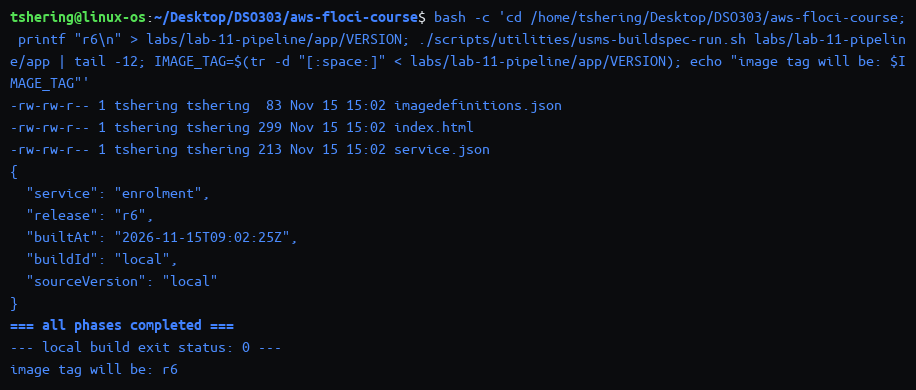 tshering@linux-os:~/Desktop/DSO303/aws-floci-course$ bash -c 'cd /home/tshering/Desktop/DSO303/aws-floci-course;
 printf "r6\n" > labs/lab-11-pipeline/app/VERSION; ./scripts/utilities/usms-buildspec-run.sh labs/lab-11-pipelin
e/app | tail -12; IMAGE_TAG=$(tr -d "[:space:]" < labs/lab-11-pipeline/app/VERSION); echo "image tag will be: $I
MAGE_TAG"'
-rw-rw-r-- 1 tshering tshering  83 Nov 15 15:02 imagedefinitions.json
-rw-rw-r-- 1 tshering tshering 299 Nov 15 15:02 index.html
-rw-rw-r-- 1 tshering tshering 213 Nov 15 15:02 service.json
{
  "service": "enrolment",
  "release": "r6",
  "builtAt": "2026-11-15T09:02:25Z",
  "buildId": "local",
  "sourceVersion": "local"
}
=== all phases completed ===
--- local build exit status: 0 ---
image tag will be: r6